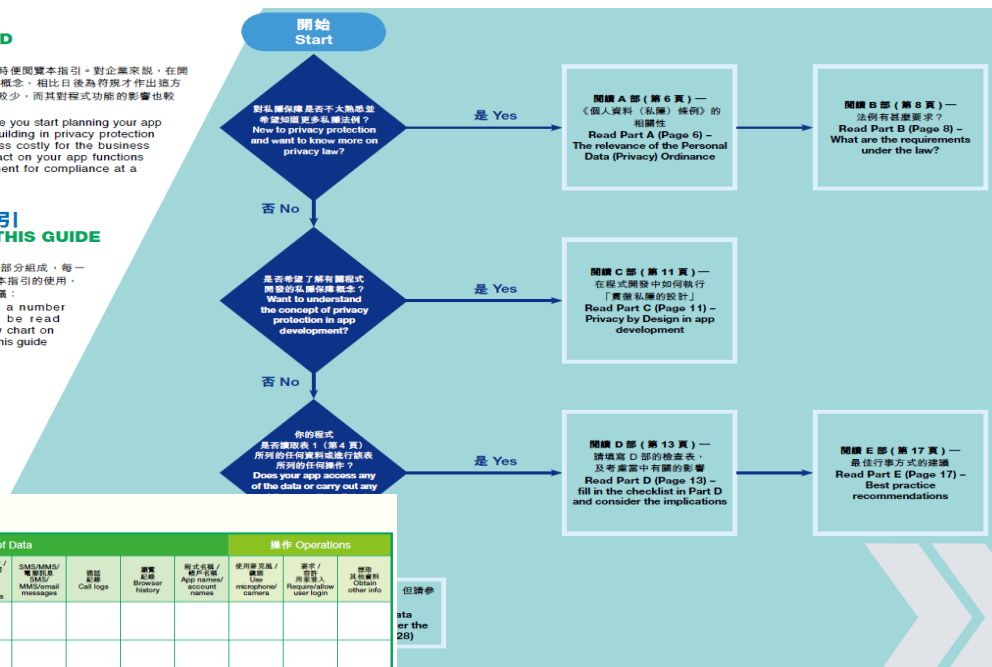 D
時便閱覽本指引。對企業來說,在開
概念,相比日後為符規才作出這方
較少,而其對程式功能的影響也較
e you start planning your app
uilding in privacy protection
ss costly for the business
act on your app functions
ent for compliance at a
引
THIS GUIDE
部分組成,每一
本指引的使用,
議:
a number
be read
chart on
his guide
開始
Start
對私隱保障是否不太熟悉並
希望知道更多私隱法例?
New to privacy protection
and want to know more on
privacy law?
是 Yes
閱讀 A 部 ( 第 6 頁 ) —
《個人資料(私隱)條例》的
相關性
Read Part A (Page 6) –
The relevance of the Personal
Data (Privacy) Ordinance
閱讀 B 部 ( 第 8 頁 ) —
法例有甚麼要求?
Read Part B (Page 8) –
What are the requirements
under the law?
否 No
是否希望了解有關程式
開發的私隱保障概念?
Want to understand
the concept of privacy
protection in app
development?
是 Yes
閱讀 C 部 ( 第 11 頁 ) —
在程式開發中如何執行
「貫徹私隱的設計」
Read Part C (Page 11) –
Privacy by Design in app
development
否 No
你的程式
是否讀取表 1(第 4 頁)
所列的任何資料或進行該表
所列的任何操作?
Does your app access any
of the data or carry out any
是 Yes
閱讀 D 部 ( 第 13 頁 ) —
請填寫 D 部的檢查表,
及考慮當中有關的影響
Read Part D (Page 13) –
fill in the checklist in Part D
and consider the implications
閱讀 E 部 ( 第 17 頁 ) —
最佳行事方式的建議
Read Part E (Page 17) –
Best practice
recommendations
of Data
操作 Operations
SMS/MMS/
電郵訊息
SMS/
MMS/email
messages
通話
紀錄
Call logs
瀏覽
紀錄
Browser
history
程式名稱 /
帳戶名稱
App names/
account
names
使用麥克風 /
鏡頭
Use
microphone/
camera
要求 /
容許
用家登入
Require/allow
user login
提取
其他資料
Obtain
other info
但請參
ata
er the
28)